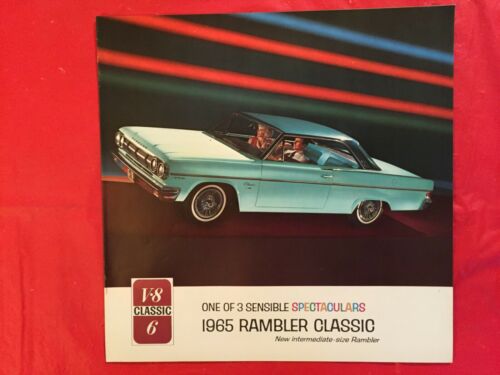 V-8
CLASSIC
6
ONE OF 3 SENSIBLE SPECTACULARS
1965 RAMBLER CLASSIC
New intermediate-size Rambler